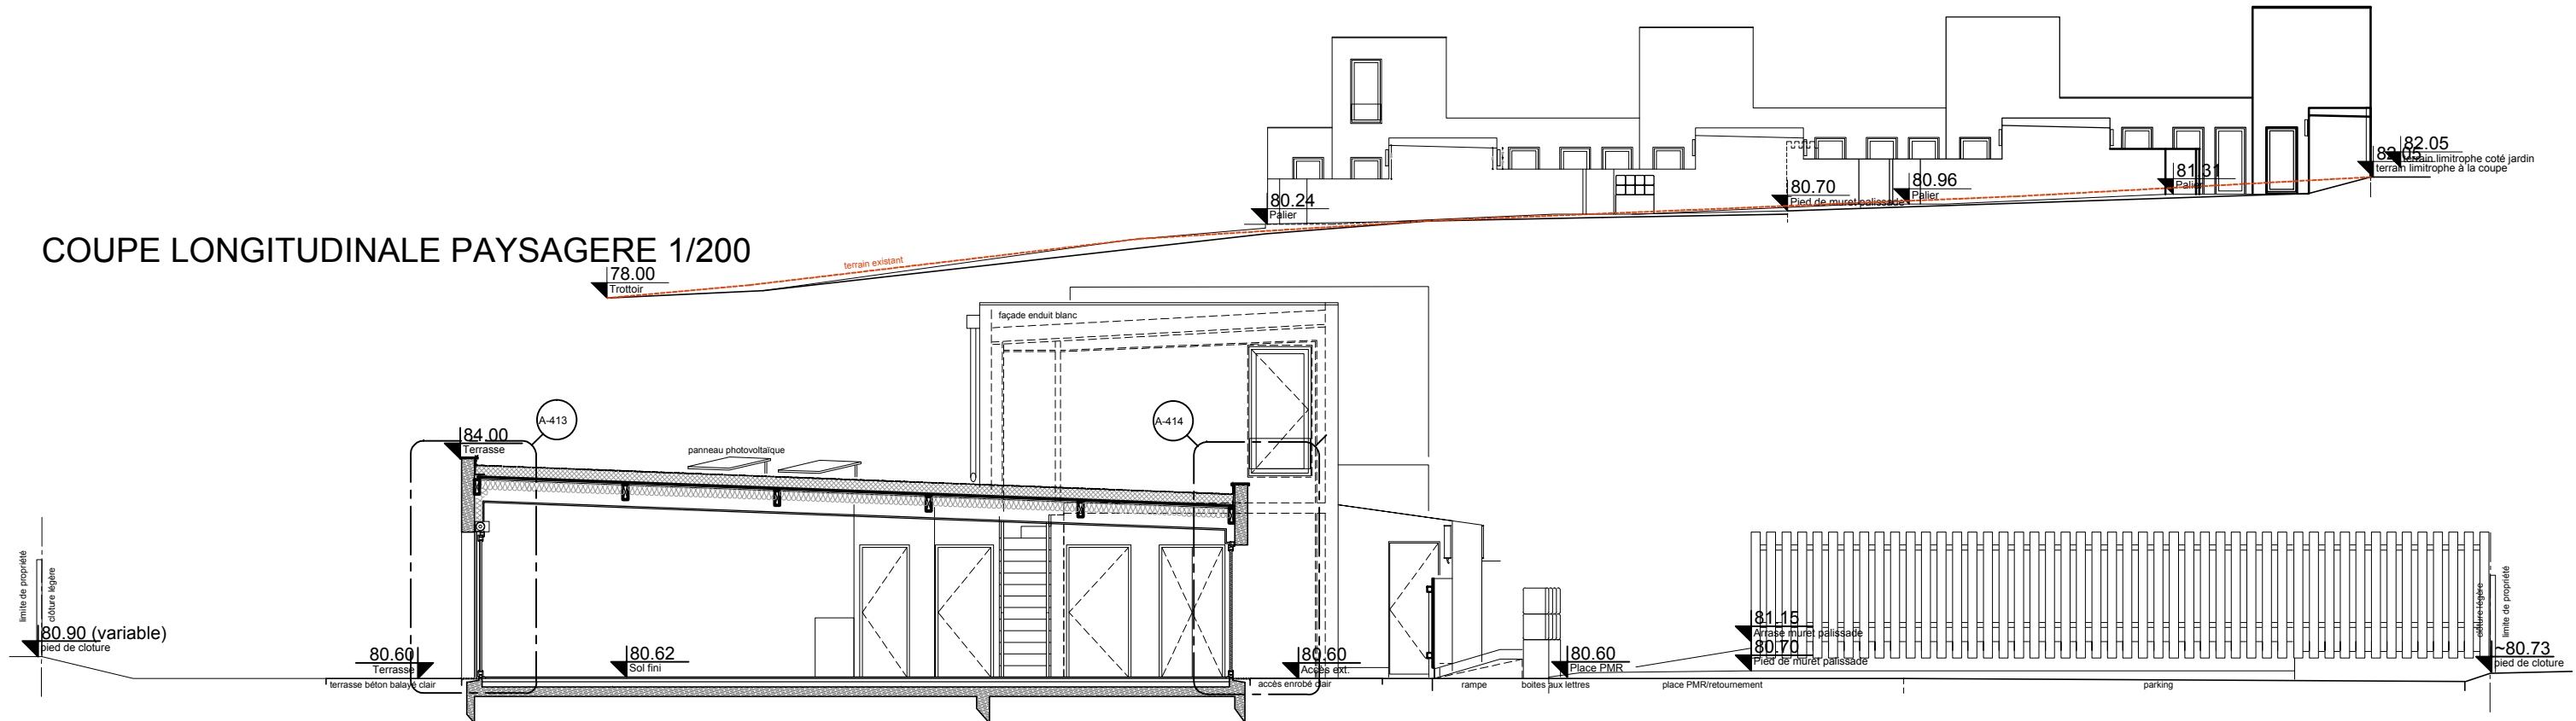 82.05
terrain limitrophe coté jardin
82.05
terrain limitrophe à la coupe
81.31
Palier
80.96
Palier
80.70
Pied de muret palissade
80.24
Palier
COUPE LONGITUDINALE PAYSAGERE 1/200
terrain existant
78.00
Trottoir
façade enduit blanc
A-413
A-414
84.00
Terrasse
panneau photovoltaïque
limite de propriété
clôture légère
80.90 (variable)
pied de cloture
80.60
Terrasse
80.62
Sol fini
80.60
Accès ext.
80.60
Place PMR
81.15
Arrase muret palissade
80.70
Pied de muret palissade
clôture légère
limite de propriété
~80.73
pied de cloture
terrasse béton balayé clair
accès enrobé clair
rampe
boites aux lettres
place PMR/retournement
parking